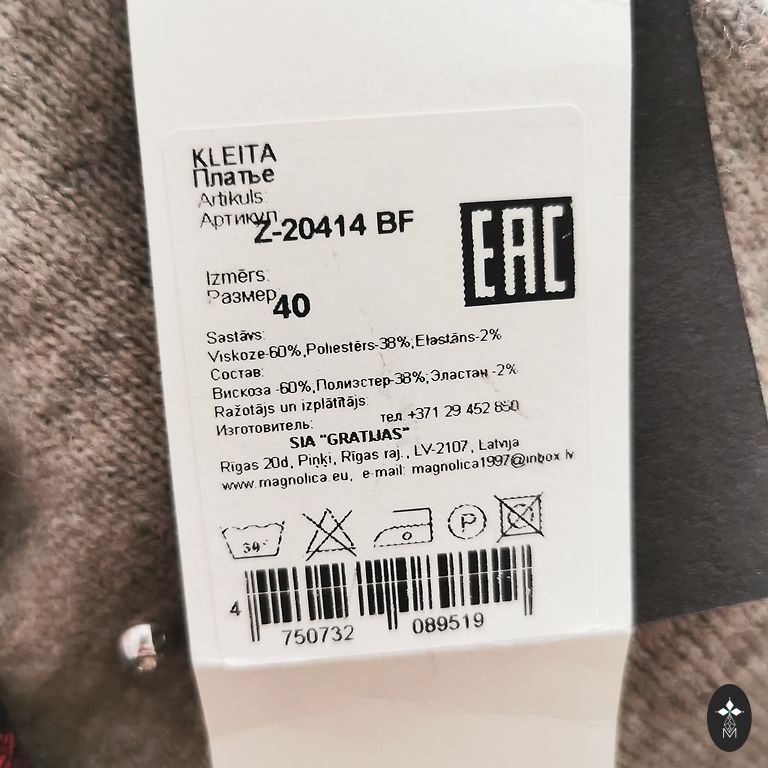 KLEITA
Платье
Artikuls:
Артикул
Z-20414 BF
EAC
Izmērs:
Размер
40
Sastāvs:
Viskoze-60%,Poliestērs-38%,Elastāns-2%
Состав:
Вискоза -60%,Полиэстер-38%,Эластан -2%
Ražotājs un izplātītājs:
Изготовитель: тел +371 29 452 850
SIA "GRATIJAS"
Rīgas 20d, Piņķi, Rīgas raj., LV-2107, Latvija
www.magnolica.eu, e-mail: magnolica1997@inbox.lv
30°
P
4 750732 089519
M